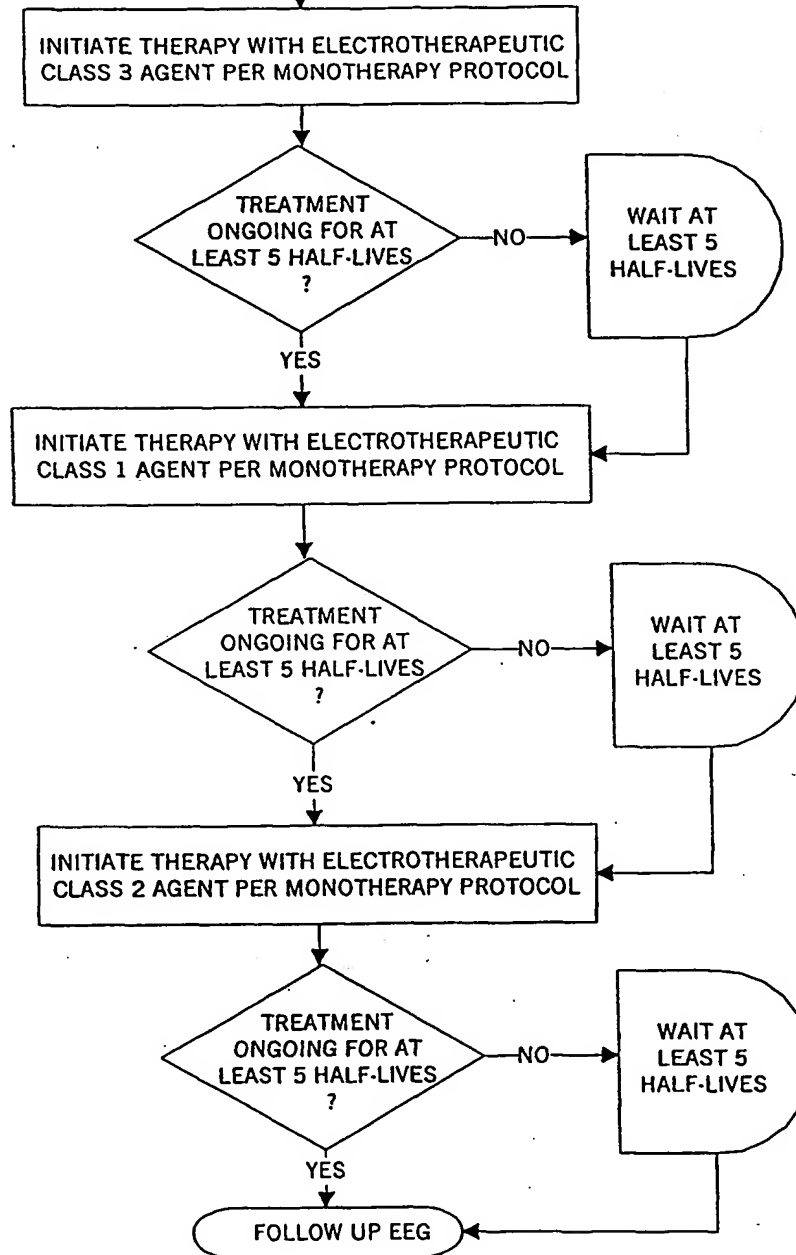 INITIATE THERAPY WITH ELECTROTHERAPEUTIC
CLASS 3 AGENT PER MONOTHERAPY PROTOCOL
TREATMENT
ONGOING FOR AT
LEAST 5 HALF-LIVES
?
NO
WAIT AT
LEAST 5
HALF-LIVES
YES
INITIATE THERAPY WITH ELECTROTHERAPEUTIC
CLASS 1 AGENT PER MONOTHERAPY PROTOCOL
TREATMENT
ONGOING FOR AT
LEAST 5 HALF-LIVES
?
NO
WAIT AT
LEAST 5
HALF-LIVES
YES
INITIATE THERAPY WITH ELECTROTHERAPEUTIC
CLASS 2 AGENT PER MONOTHERAPY PROTOCOL
TREATMENT
ONGOING FOR AT
LEAST 5 HALF-LIVES
?
NO
WAIT AT
LEAST 5
HALF-LIVES
YES
FOLLOW UP EEG